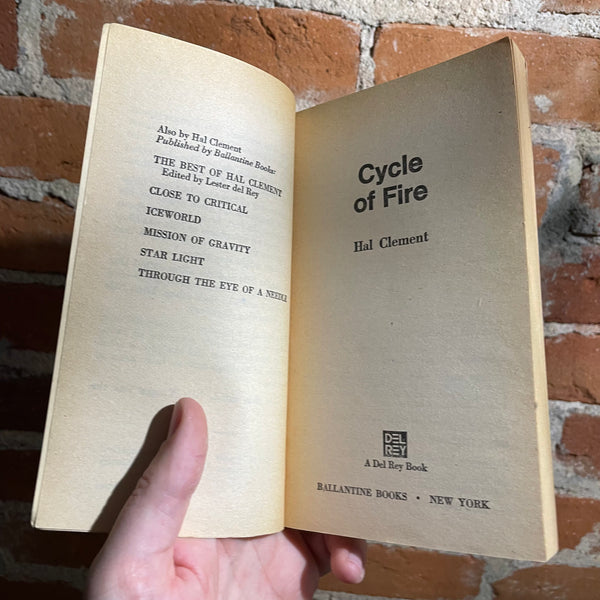 Also by Hal Clement
Published by Ballantine Books:
THE BEST OF HAL CLEMENT
Edited by Lester del Rey
CLOSE TO CRITICAL
ICEWORLD
MISSION OF GRAVITY
STAR LIGHT
THROUGH THE EYE OF A NEEDLE
Cycle
of Fire
Hal Clement
DEL
REY
A Del Rey Book
BALLANTINE BOOKS • NEW YORK